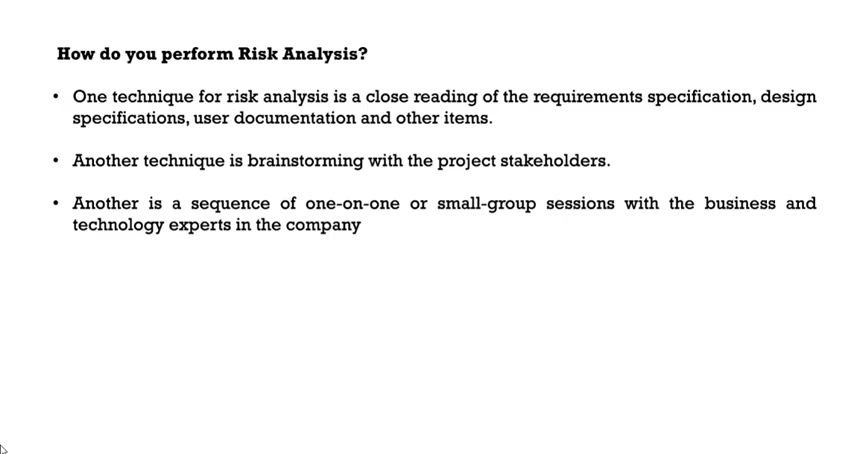 How do you perform Risk Analysis?
• One technique for risk analysis is a close reading of the requirements specification, design
specifications, user documentation and other items.
• Another technique is brainstorming with the project stakeholders.
• Another is a sequence of one-on-one or small-group sessions with the business and
technology experts in the company